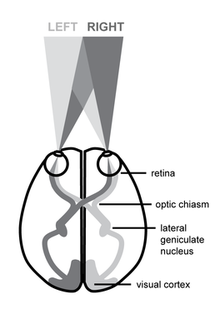 LEFT RIGHT
retina
optic chiasm
lateral
geniculate
nucleus
visual cortex